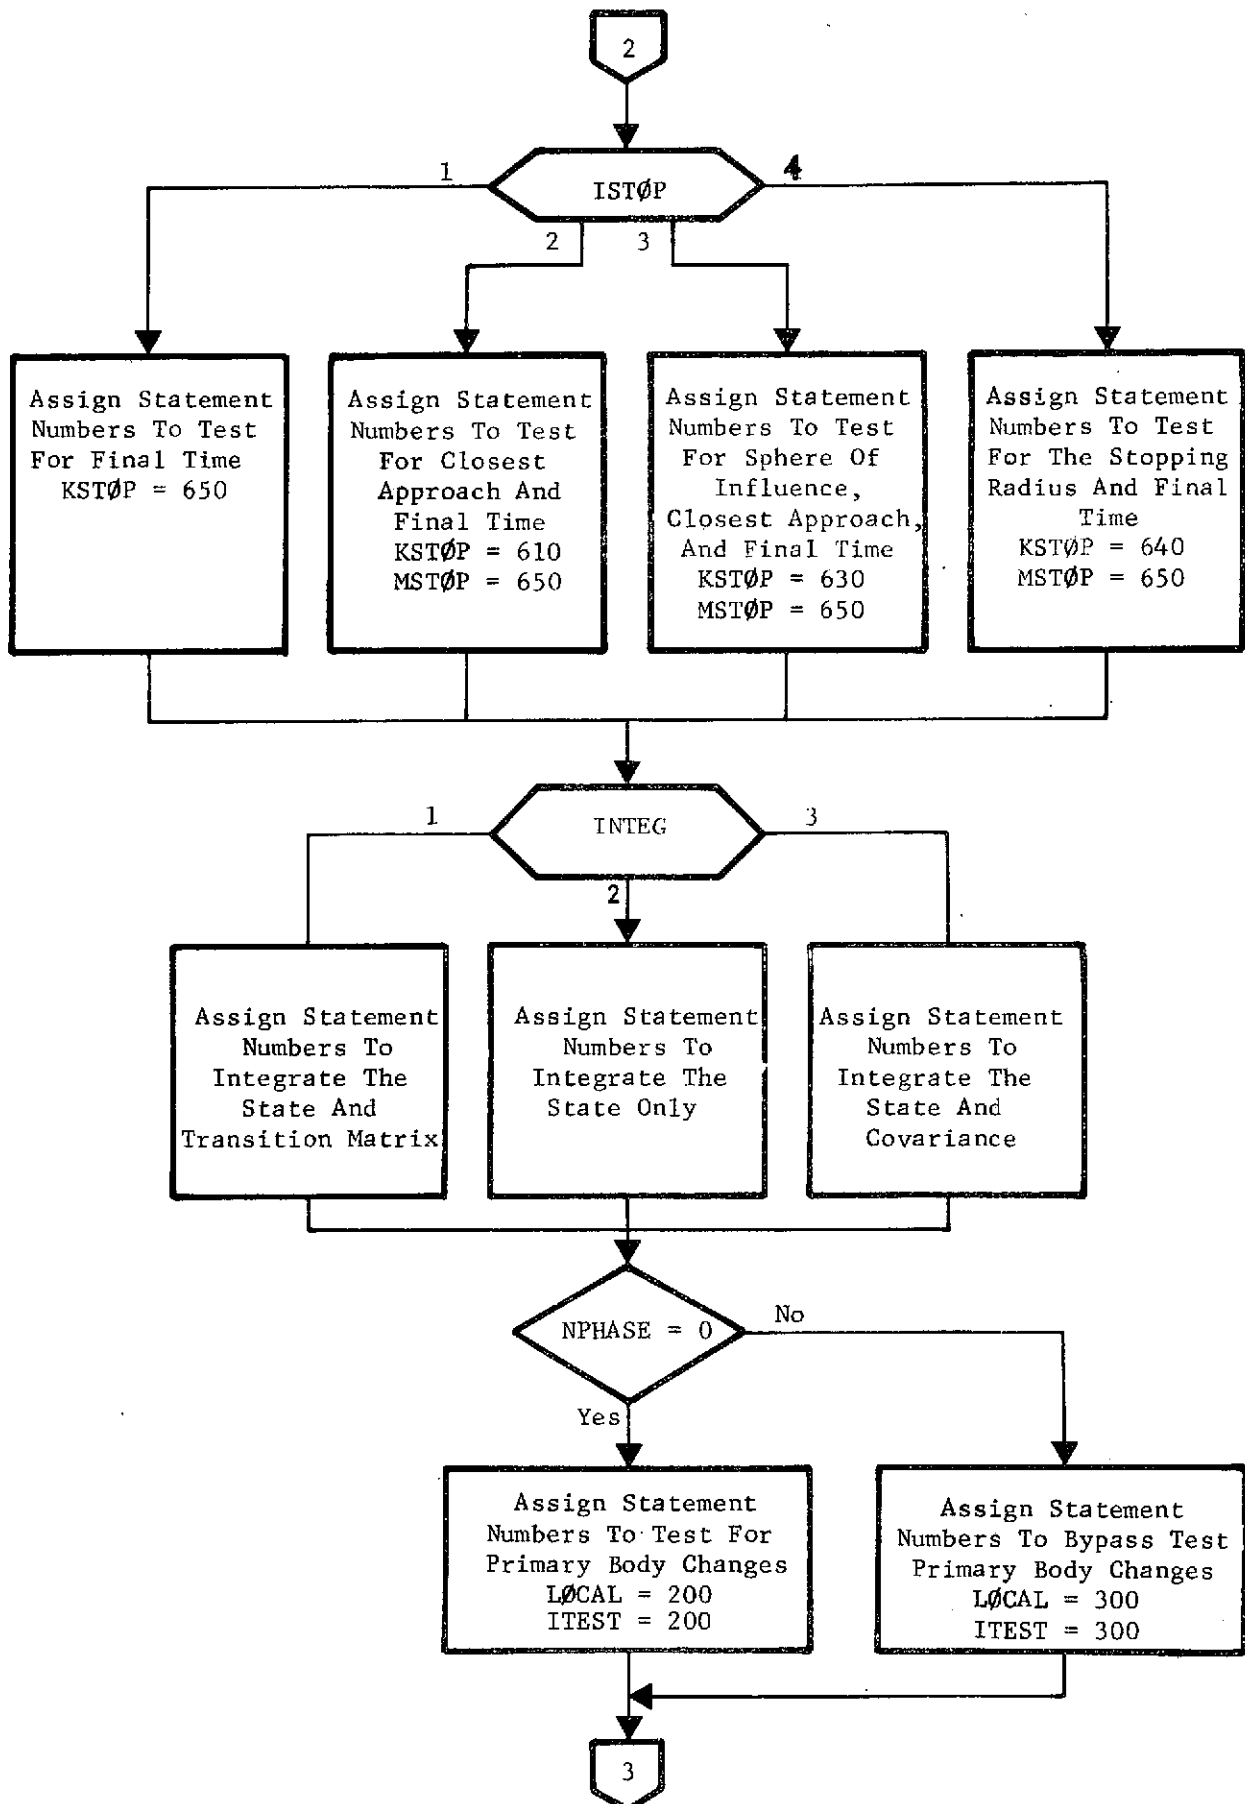 2
1
ISTØP
4
2
3
Assign Statement
Numbers To Test
For Final Time
KSTØP = 650
Assign Statement
Numbers To Test
For Closest
Approach And
Final Time
KSTØP = 610
MSTØP = 650
Assign Statement
Numbers To Test
For Sphere Of
Influence,
Closest Approach,
And Final Time
KSTØP = 630
MSTØP = 650
Assign Statement
Numbers To Test
For The Stopping
Radius And Final
Time
KSTØP = 640
MSTØP = 650
1
INTEG
3
2
Assign Statement
Numbers To
Integrate The
State And
Transition Matrix
Assign Statement
Numbers To
Integrate The
State Only
Assign Statement
Numbers To
Integrate The
State And
Covariance
NPHASE = 0
No
Yes
Assign Statement
Numbers To Test For
Primary Body Changes
LØCAL = 200
ITEST = 200
Assign Statement
Numbers To Bypass Test
Primary Body Changes
LØCAL = 300
ITEST = 300
3